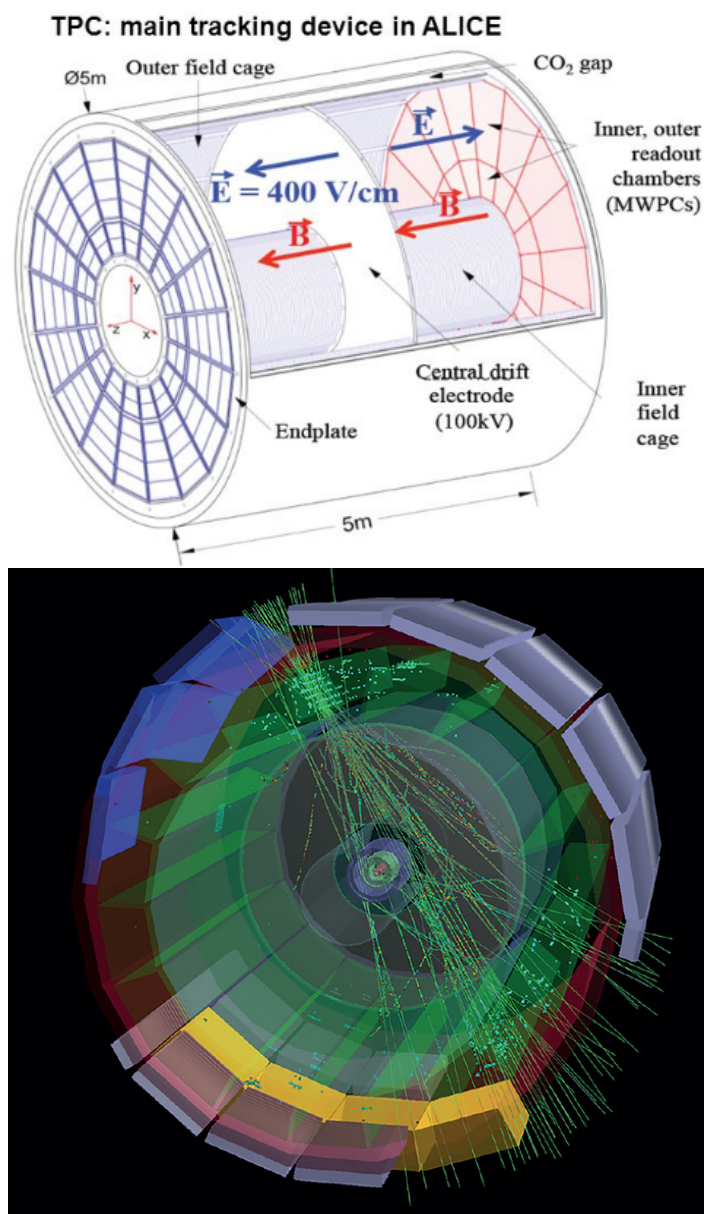 TPC: main tracking device in ALICE
Ø5m
Outer field cage
CO₂ gap
E
E = 400 V/cm
B
B
Inner, outer
readout
chambers
(MWPCs)
y
z
x
Central drift
electrode
(100kV)
Inner
field
cage
Endplate
5m